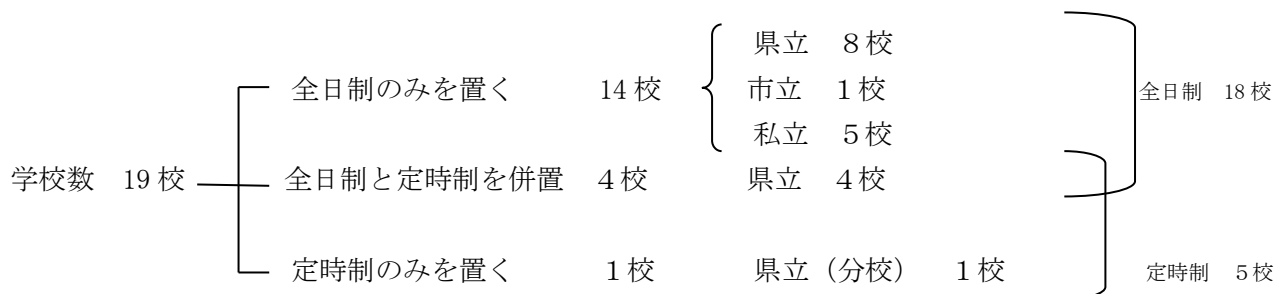 県立　８校
全日制のみを置く　14校　市立　１校　全日制　18校
私立　５校
学校数　19校　全日制と定時制を併置　４校　県立　４校
定時制のみを置く　１校　県立（分校）　１校　定時制　５校